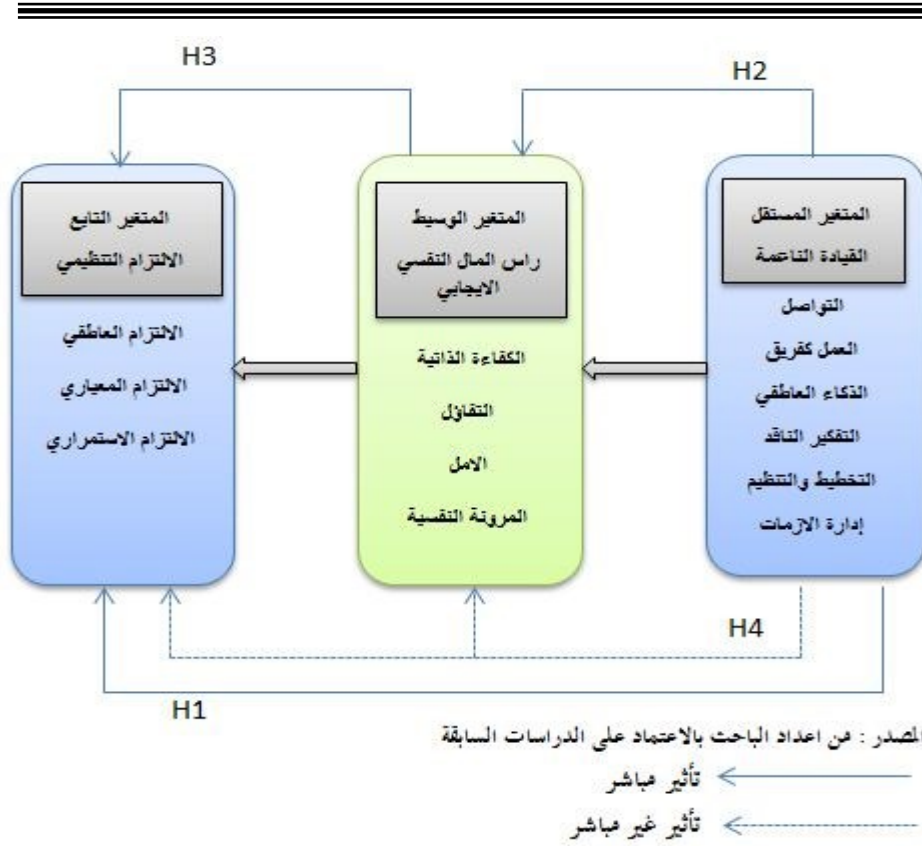 H3
H2
المتغير المستقل
القيادة الناعمة
التواصل
العمل كفريق
الذكاء العاطفي
التفكير الناقد
التخطيط والتنظيم
إدارة الازمات
المتغير الوسيط
راس المال النفسي
الايجابي
الكفاءة الذاتية
التفاؤل
الامل
المرونة النفسية
المتغير التابع
الالتزام التنظيمي
الالتزام العاطفي
الالتزام المعياري
الالتزام الاستمراري
H4
H1
المصدر : من اعداد الباحث بالاعتماد على الدراسات السابقة
تأثير مباشر
تأثير غير مباشر